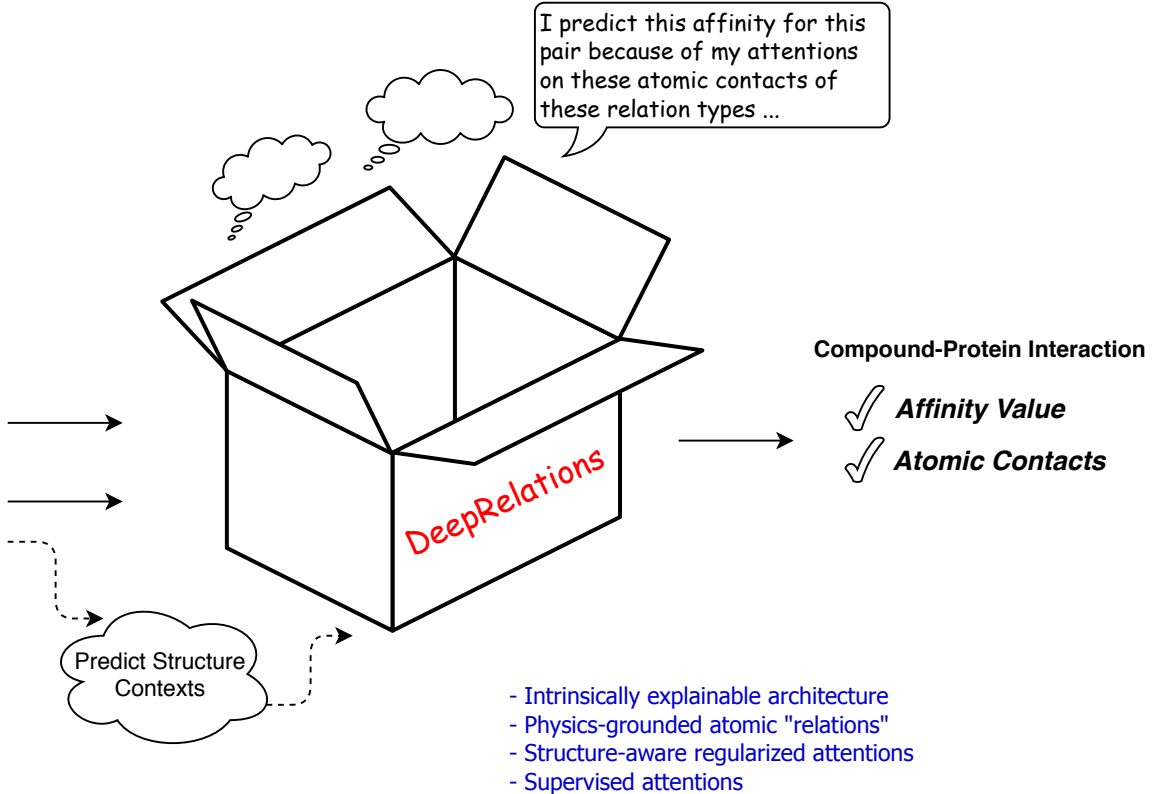 I predict this affinity for this
pair because of my attentions
on these atomic contacts of
these relation types ...
Compound-Protein Interaction
Affinity Value
Atomic Contacts
DeepRelations
Predict Structure
Contexts
- Intrinsically explainable architecture
- Physics-grounded atomic "relations"
- Structure-aware regularized attentions
- Supervised attentions